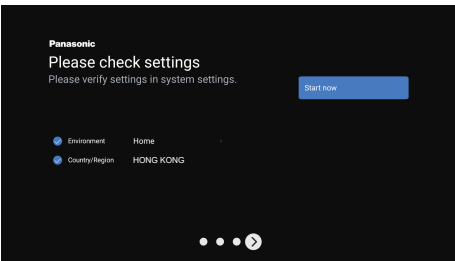 Panasonic
Please check settings
Please verify settings in system settings.
Start now
Environment Home
Country/Region HONG KONG